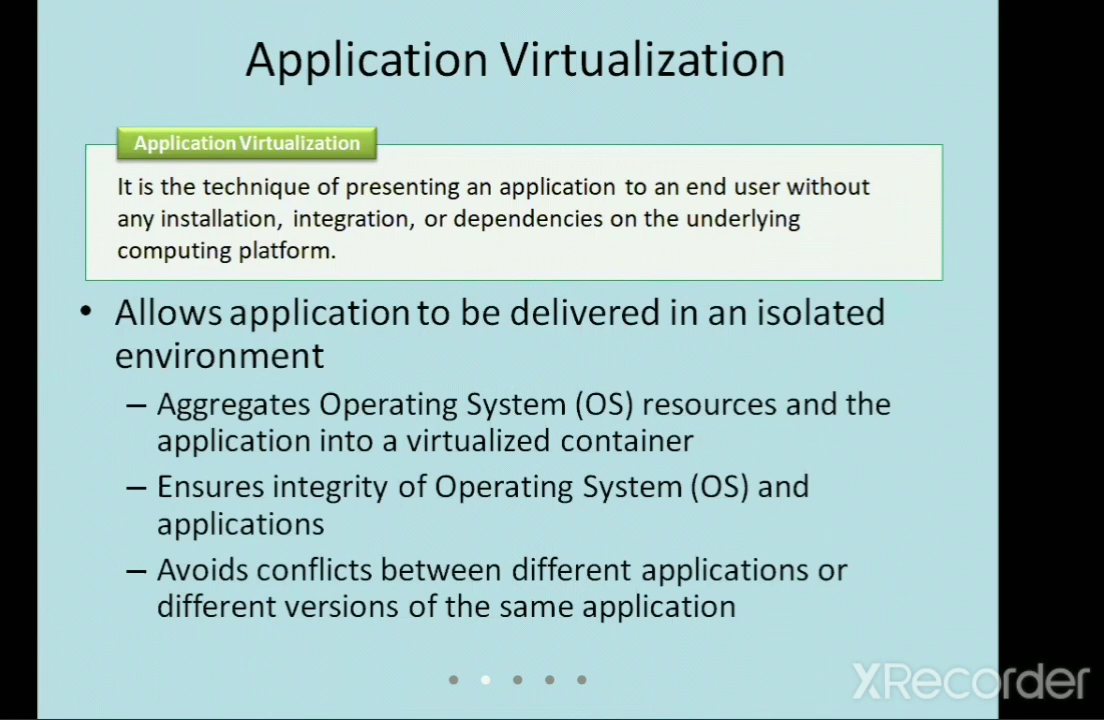 Application Virtualization
Application Virtualization
It is the technique of presenting an application to an end user without
any installation, integration, or dependencies on the underlying
computing platform.
• Allows application to be delivered in an isolated
environment
– Aggregates Operating System (OS) resources and the
application into a virtualized container
– Ensures integrity of Operating System (OS) and
applications
– Avoids conflicts between different applications or
different versions of the same application
XRecorder